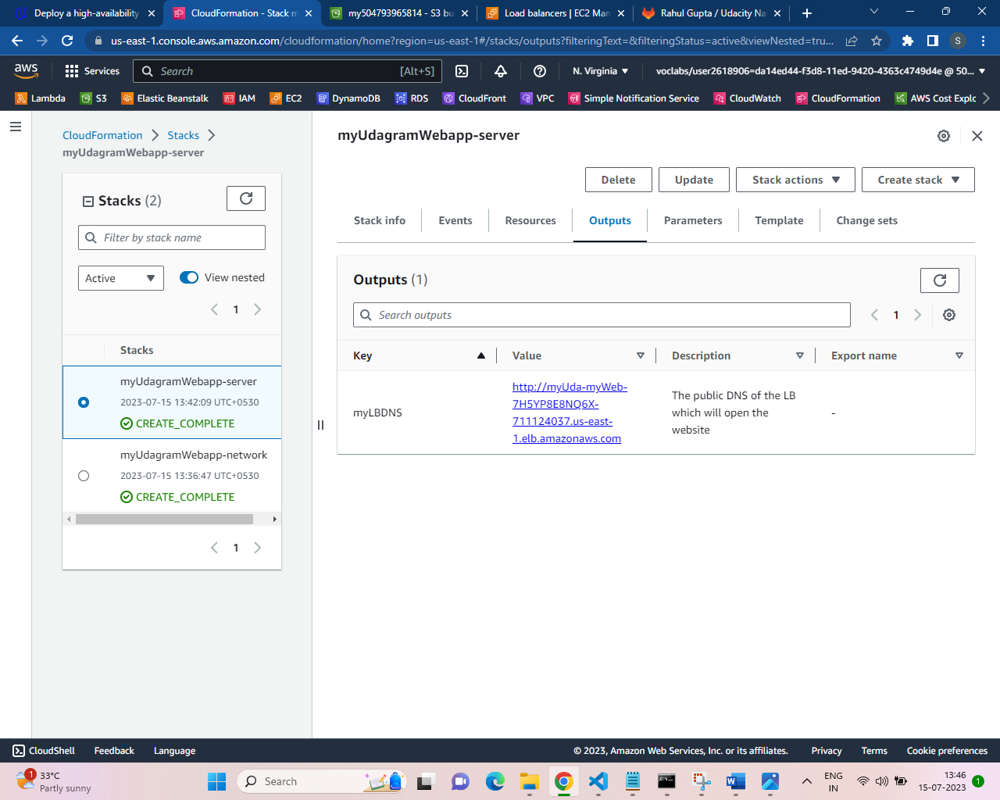 Deploy a high-availability
CloudFormation - Stack m
my504793965814 - S3 bu
Load balancers | EC2 Man
Rahul Gupta / Udacity Na
us-east-1.console.aws.amazon.com/cloudformation/home?region=us-east-1#/stacks/outputs?filteringText=&filteringStatus=active&viewNested=tru...
S
aws
Services
Search
[Alt+S]
N. Virginia
voclabs/user2618906=da14ed44-f3d8-11ed-9420-4363c4749d4e @ 50...
Lambda
S3
Elastic Beanstalk
IAM
EC2
DynamoDB
RDS
CloudFront
VPC
Simple Notification Service
CloudWatch
CloudFormation
AWS Cost Explo
CloudFormation
Stacks
myUdagramWebapp-server
Stacks (2)
Filter by stack name
Active
View nested
1
Stacks
myUdagramWebapp-server
2023-07-15 13:42:09 UTC+0530
CREATE_COMPLETE
myUdagramWebapp-network
2023-07-15 13:36:47 UTC+0530
CREATE_COMPLETE
1
myUdagramWebapp-server
Delete
Update
Stack actions
Create stack
Stack info
Events
Resources
Outputs
Parameters
Template
Change sets
Outputs (1)
Search outputs
1
Key
Value
Description
Export name
myLBDNS
http://myUda-myWeb-
7H5YP8E8NQ6X-
711124037.us-east-
1.elb.amazonaws.com
The public DNS of the LB
which will open the
website
-
CloudShell
Feedback
Language
© 2023, Amazon Web Services, Inc. or its affiliates.
Privacy
Terms
Cookie preferences
1
33°C
Partly sunny
Search
ENG
IN
13:46
15-07-2023
1